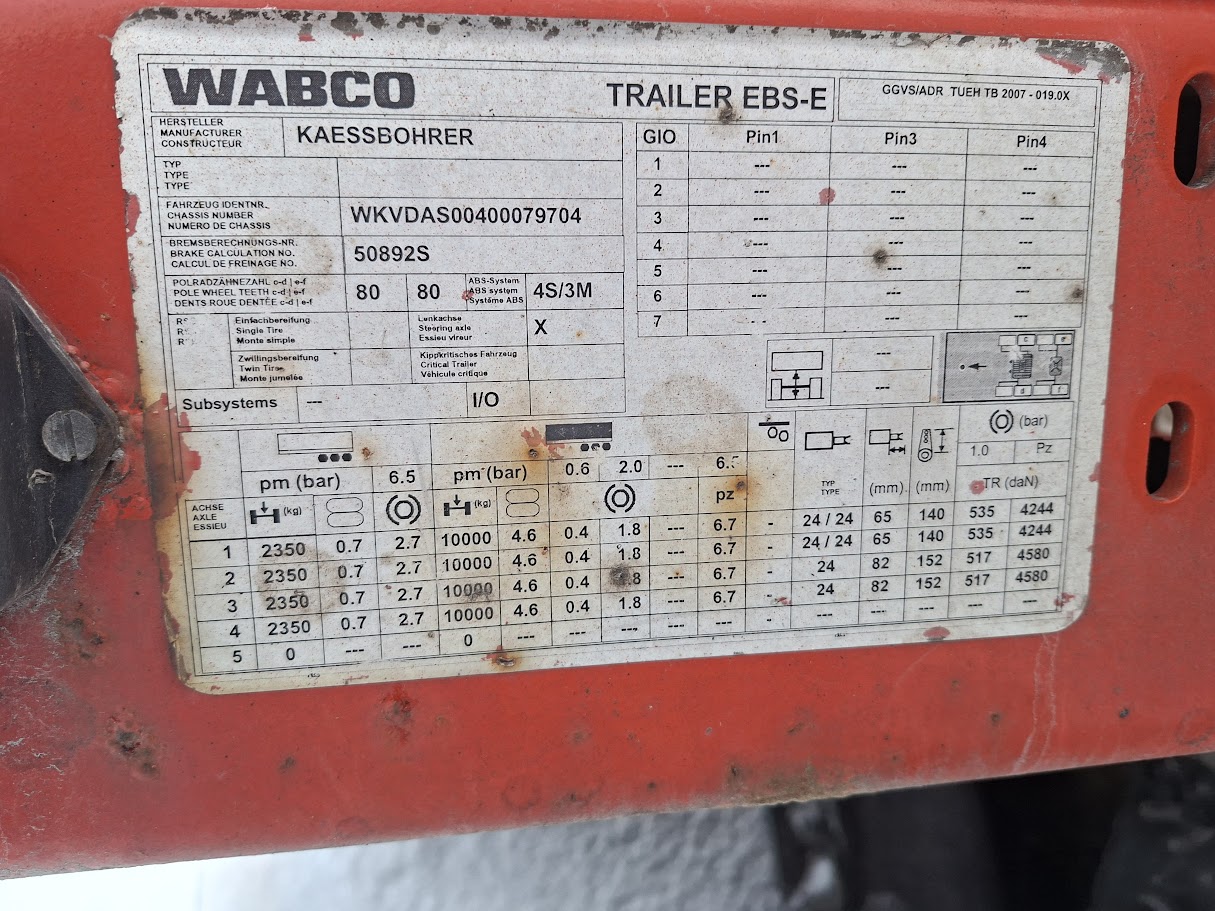 WABCO TRAILER EBS-E GGVS/ADR TUEH TB 2007 - 019.0X
HERSTELLER
MANUFACTURER
CONSTRUCTEUR
KAESSBOHRER
TYP
TYPE
TYPE
FAHRZEUG IDENTNR.
CHASSIS NUMBER
NUMERO DE CHASSIS
WKVDAS00400079704
BREMSBERECHNUNGS-NR.
BRAKE CALCULATION NO.
CALCUL DE FREINAGE NO.
50892S
POLRADZÄHNEZAHL c-d | e-f
POLE WHEEL TEETH c-d | e-f
DENTS ROUE DENTÉE c-d | e-f
80 80
ABS-System
ABS system
Systéme ABS
4S/3M
Einfachbereifung
Single Tire
Monte simple
Lenkachse
Steering axle
Essieu vireur
X
Zwillingsbereifung
Twin Tires
Monte jumelée
Kippkritisches Fahrzeug
Critical Trailer
Véhicule critique
Subsystems --- I/O
GIO Pin1 Pin3 Pin4
1 --- --- ---
2 --- --- ---
3 --- --- ---
4 --- --- ---
5 --- --- ---
6 --- --- ---
7 --- ---
---
---
c e
d f
pm (bar) 6.5 pm (bar) 0.6 2.0 --- (bar)
1.0 Pz
ACHSE
AXLE
ESSIEU
(kg) (kg) pz
TYP
TYPE
(mm) (mm) TR (daN)
1 2350 0.7 2.7 10000 4.6 0.4 1.8 --- 6.7 - 24 / 24 65 140 535 4244
2 2350 0.7 2.7 10000 4.6 0.4 1.8 --- 6.7 - 24 / 24 65 140 535 4244
3 2350 0.7 2.7 10000 4.6 0.4 --- 6.7 - 24 82 152 517 4580
4 2350 0.7 2.7 10000 4.6 0.4 1.8 --- 6.7 - 24 82 152 517 4580
5 0 --- --- 0 --- --- --- --- --- - --- --- --- --- ---